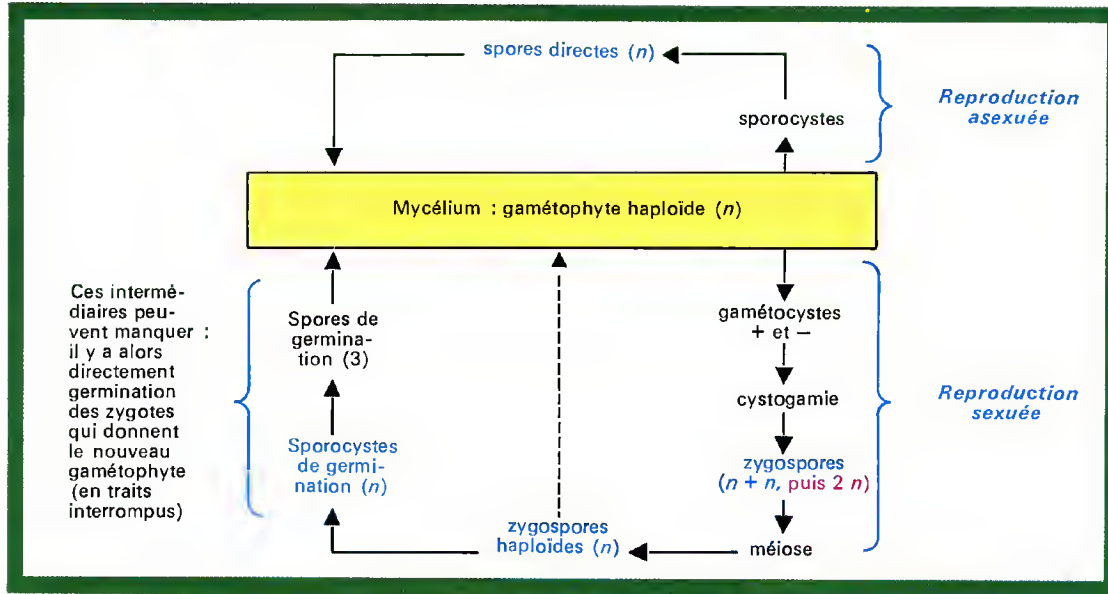 spores directes (n)
Reproduction
asexuée
sporocystes
Mycélium : gamétophyte haploïde (n)
Ces intermé-
diaires peu-
vent manquer :
il y a alors
directement
germination
des zygotes
qui donnent
le nouveau
gamétophyte
(en traits
interrompus)
Spores de
germina-
tion (3)
Sporocystes
de germi-
nation (n)
gamétocystes
+ et −
cystogamie
zygospores
(n + n, puis 2 n)
méiose
zygospores
haploïdes (n)
Reproduction
sexuée